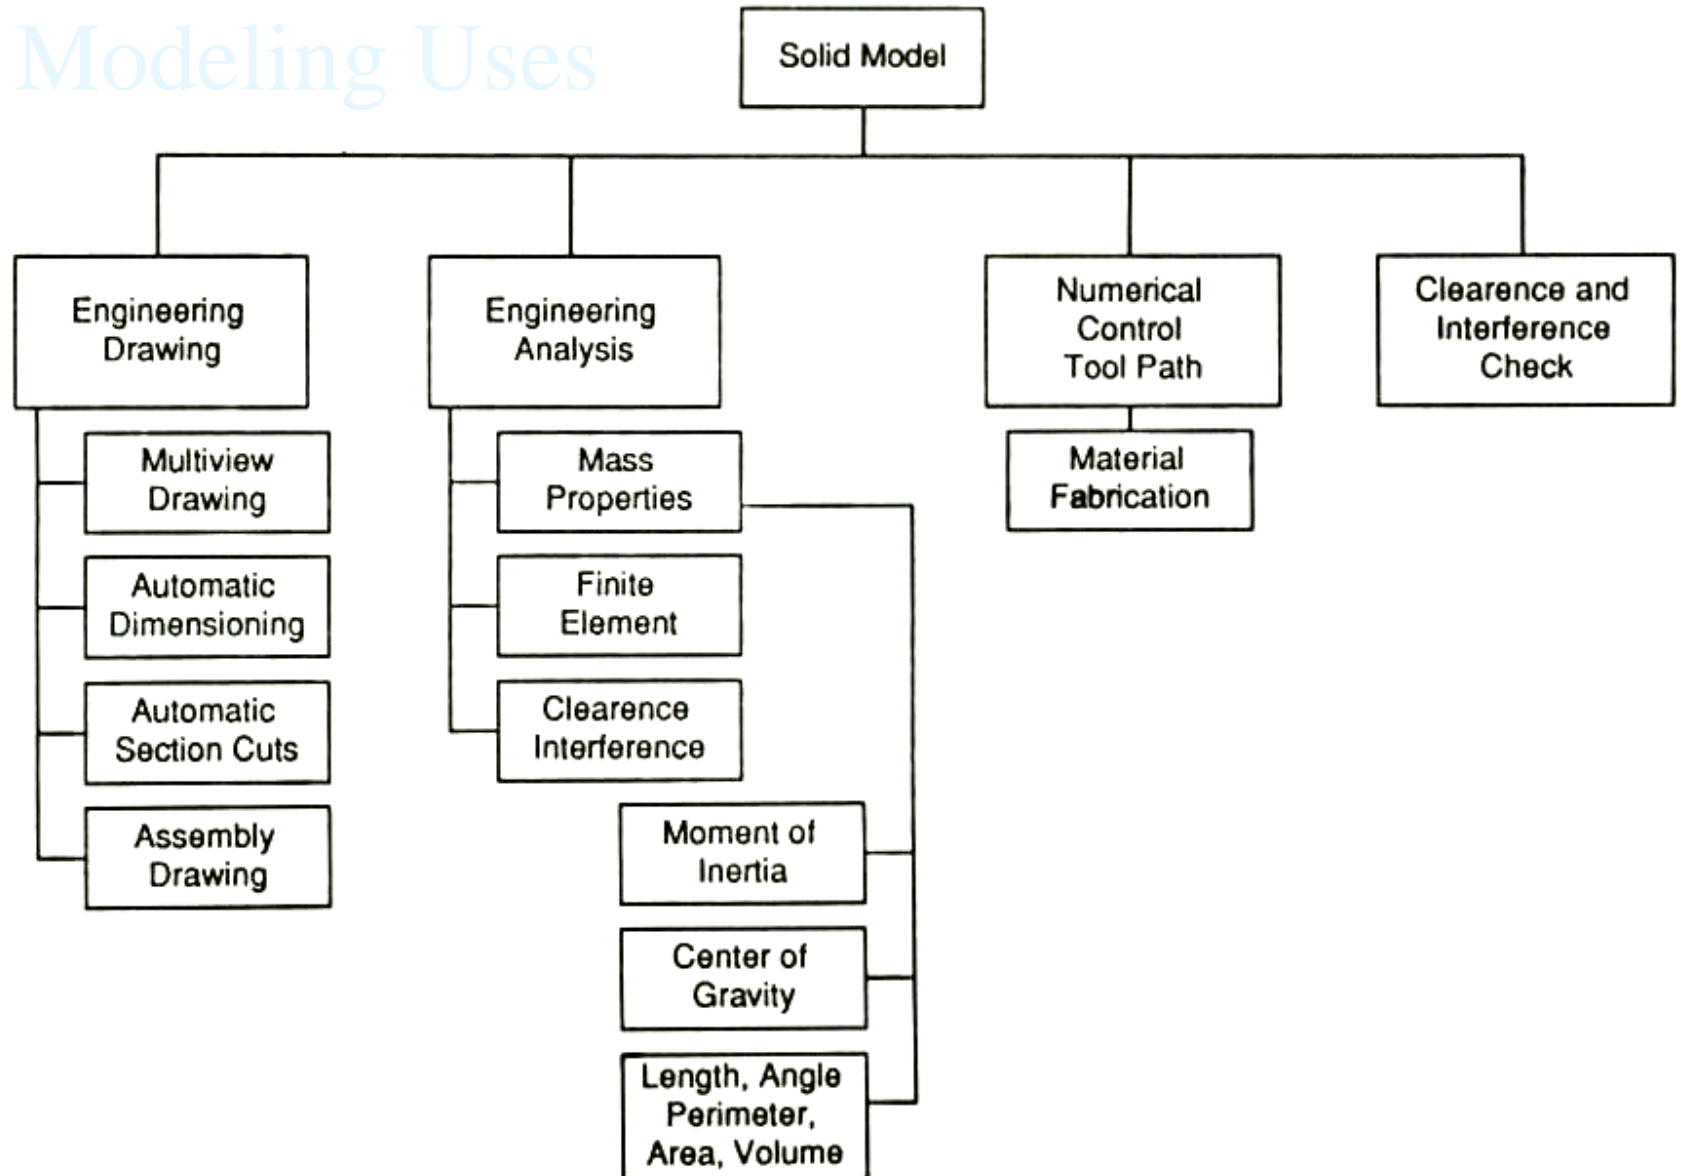 Modeling Uses
Solid Model
Engineering
Drawing
Multiview
Drawing
Automatic
Dimensioning
Automatic
Section Cuts
Assembly
Drawing
Engineering
Analysis
Mass
Properties
Finite
Element
Clearence
Interference
Moment of
Inertia
Center of
Gravity
Length, Angle
Perimeter,
Area, Volume
Numerical
Control
Tool Path
Material
Fabrication
Clearence and
Interference
Check